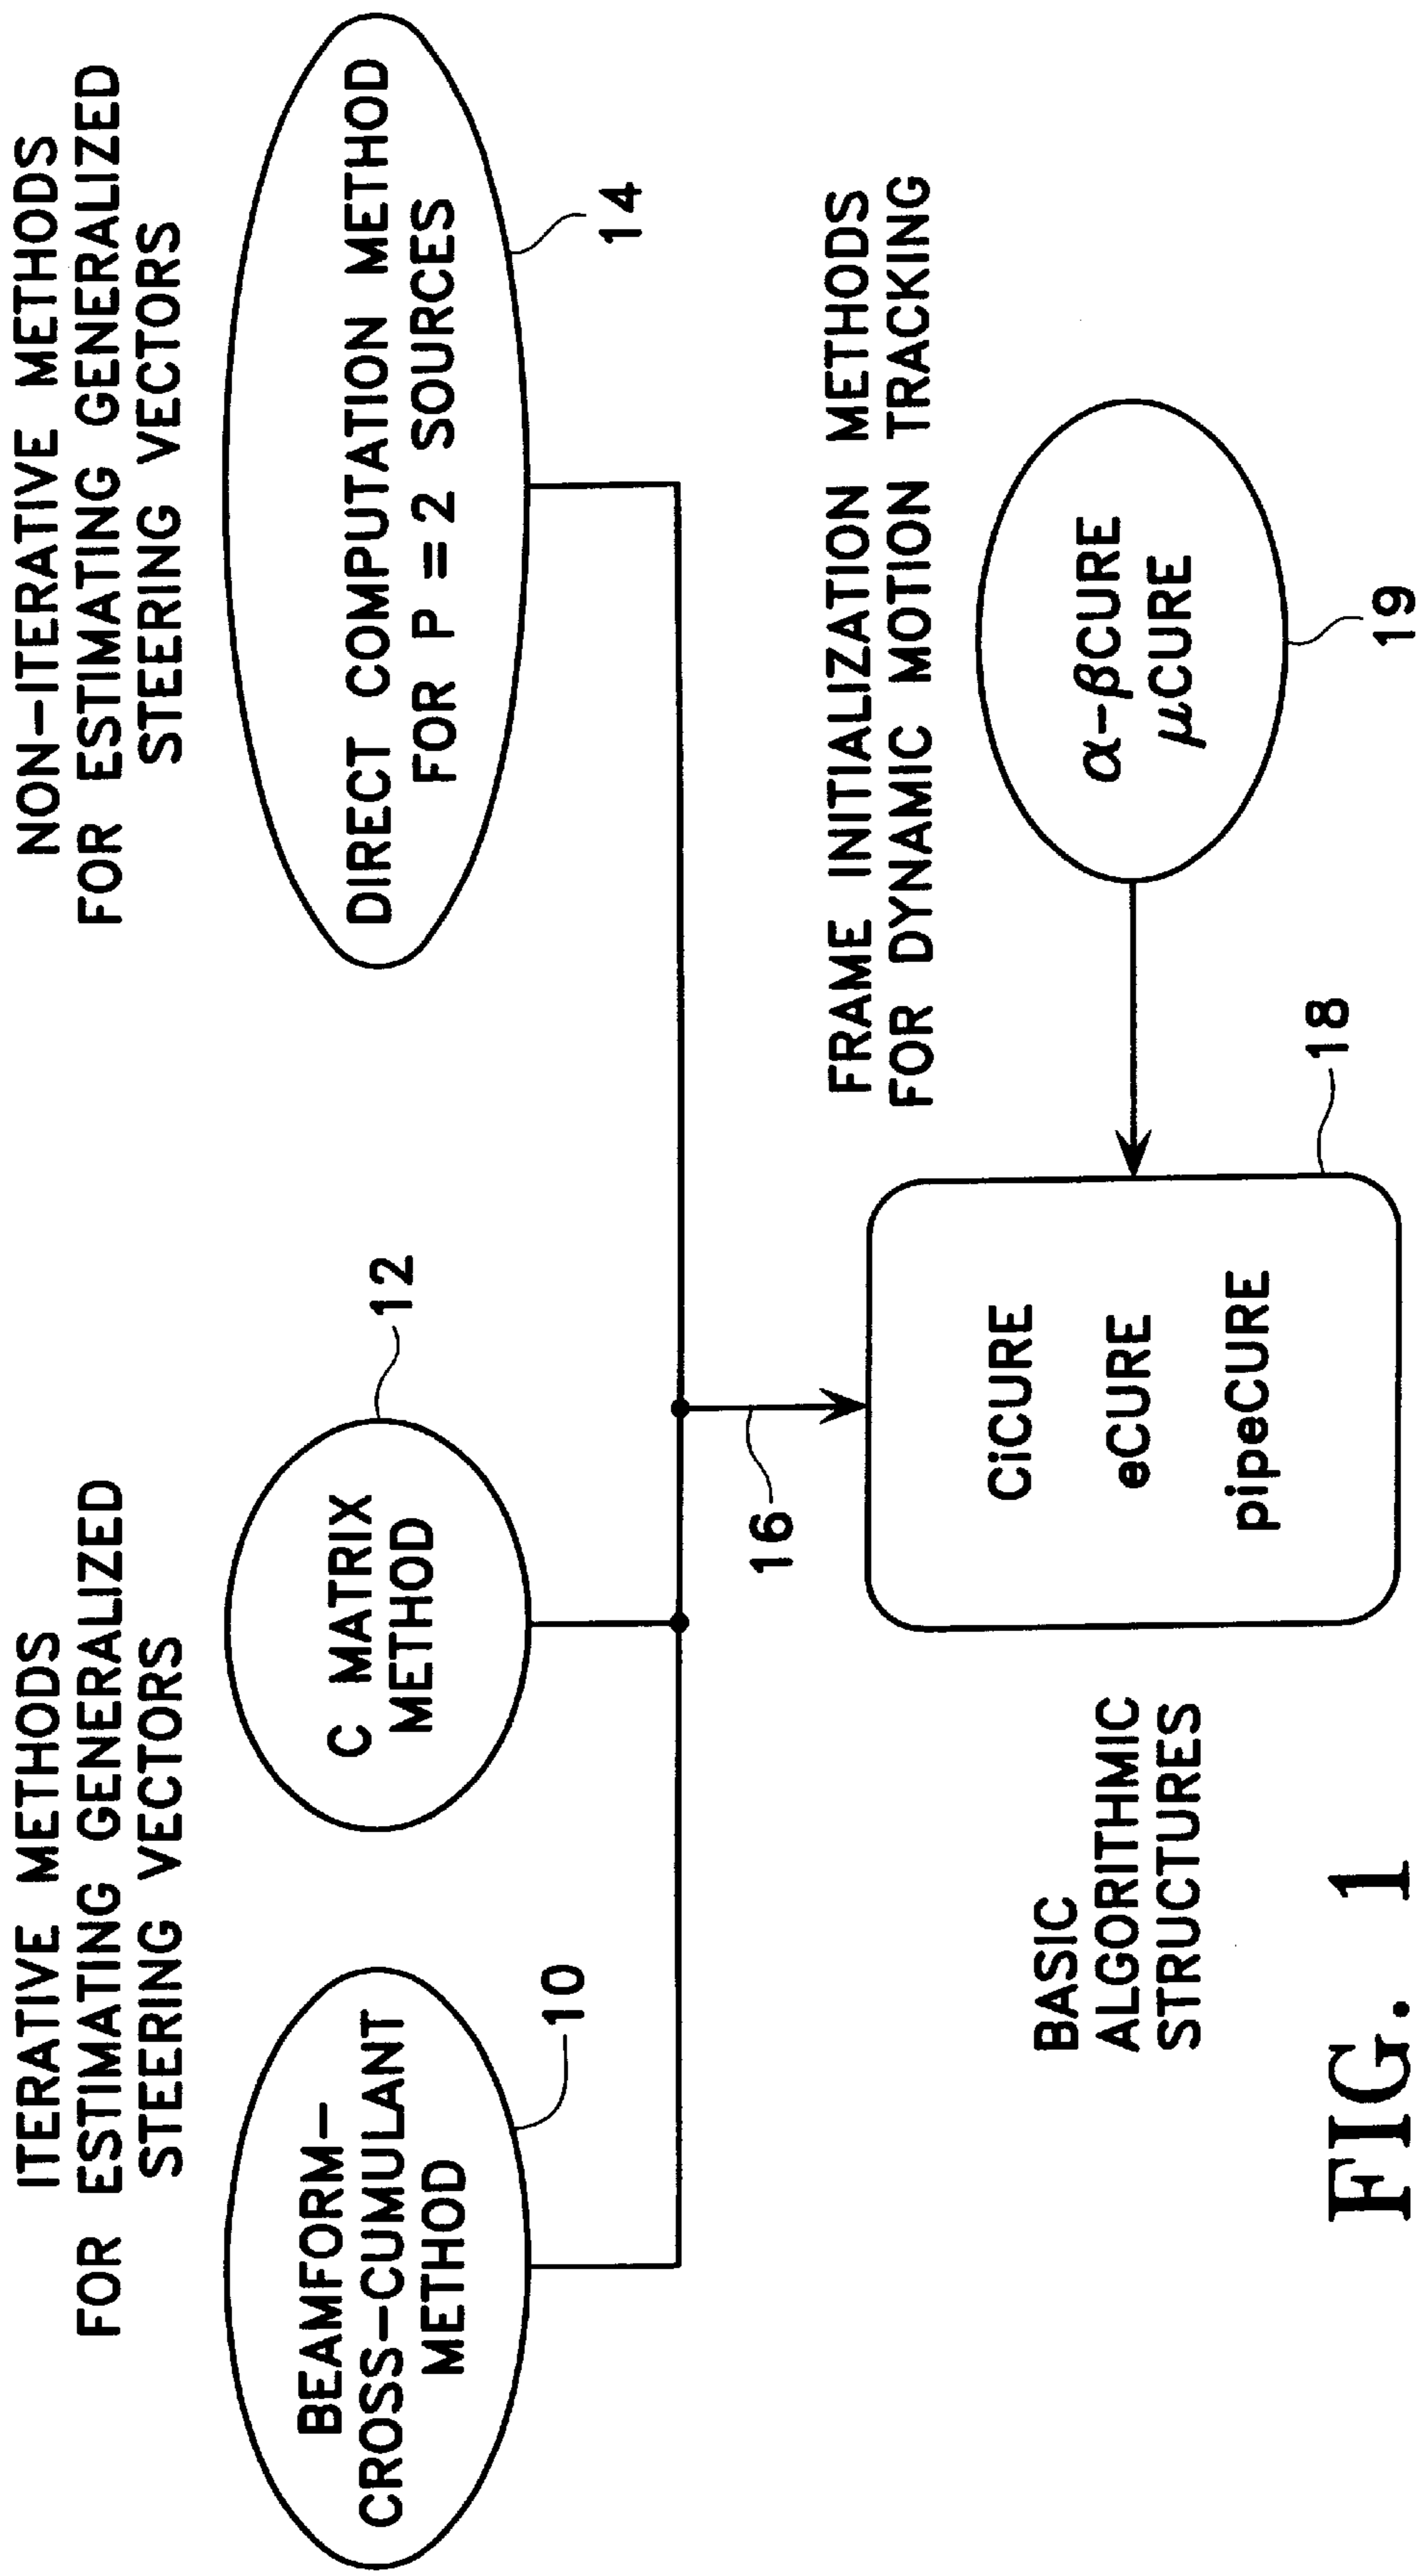 ITERATIVE METHODS
FOR ESTIMATING GENERALIZED
STEERING VECTORS
NON-ITERATIVE METHODS
FOR ESTIMATING GENERALIZED
STEERING VECTORS
BEAMFORM-
CROSS-CUMULANT
METHOD
10
C MATRIX
METHOD
12
DIRECT COMPUTATION METHOD
FOR P = 2 SOURCES
14
16
FRAME INITIALIZATION METHODS
FOR DYNAMIC MOTION TRACKING
BASIC
ALGORITHMIC
STRUCTURES
CiCURE
eCURE
pipeCURE
18
α-βCURE
μCURE
19
FIG. 1